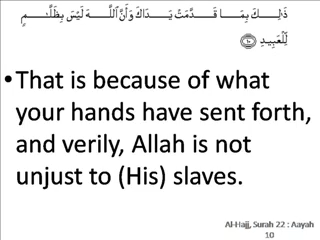 ذَٰلِكَ بِمَا قَدَّمَتْ يَدَاكَ وَأَنَّ اللَّهَ لَيْسَ بِظَلَّامٍ
لِّلْعَبِيدِ ﴿١٠﴾
•That is because of what
your hands have sent forth,
and verily, Allah is not
unjust to (His) slaves.
Al-Hajj, Surah 22 : Aayah
10